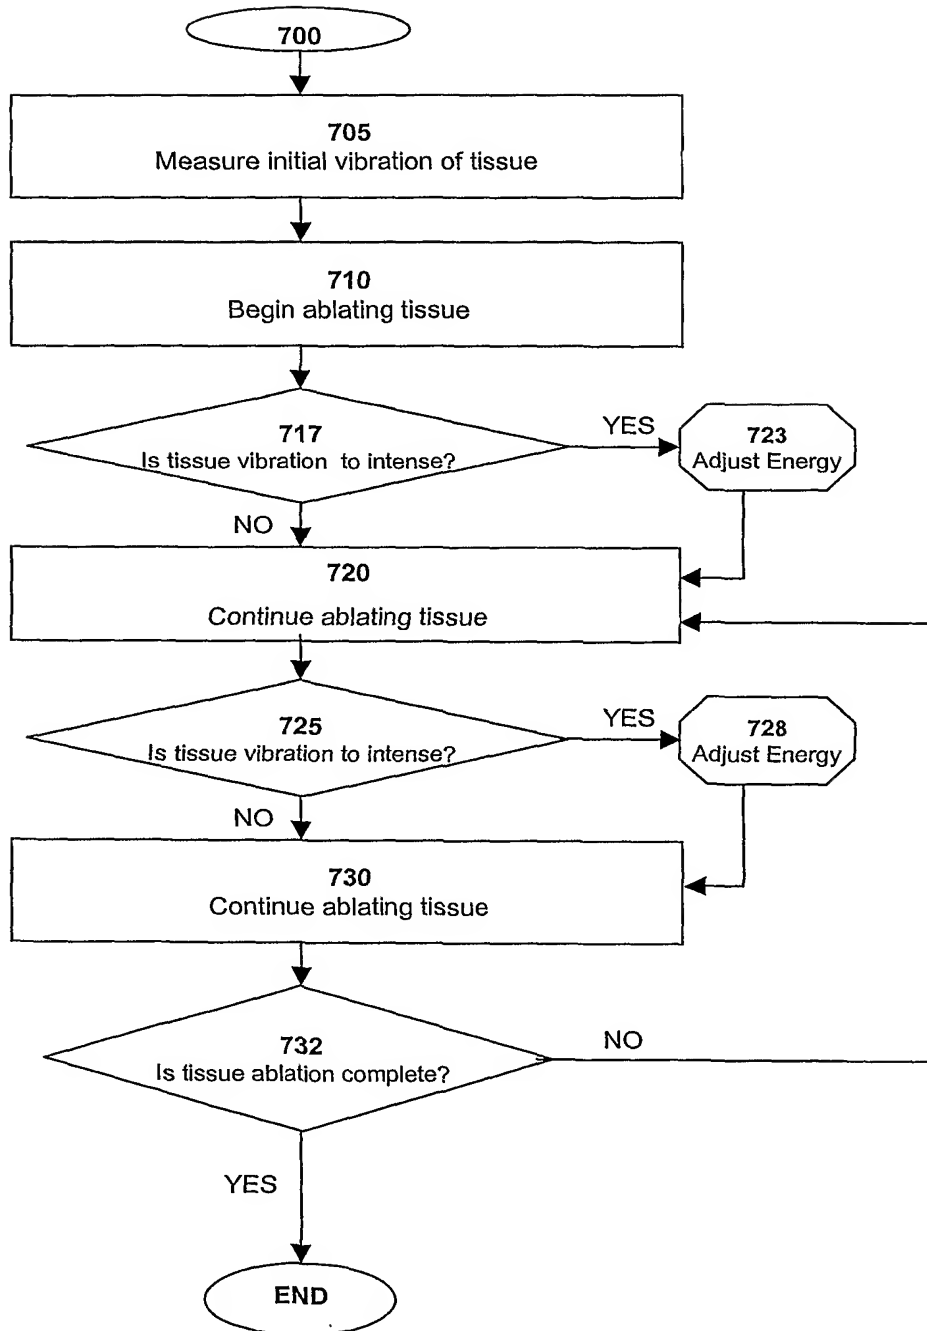 700
705
Measure initial vibration of tissue
710
Begin ablating tissue
717
Is tissue vibration to intense?
YES
723
Adjust Energy
NO
720
Continue ablating tissue
725
Is tissue vibration to intense?
YES
728
Adjust Energy
NO
730
Continue ablating tissue
732
Is tissue ablation complete?
NO
YES
END